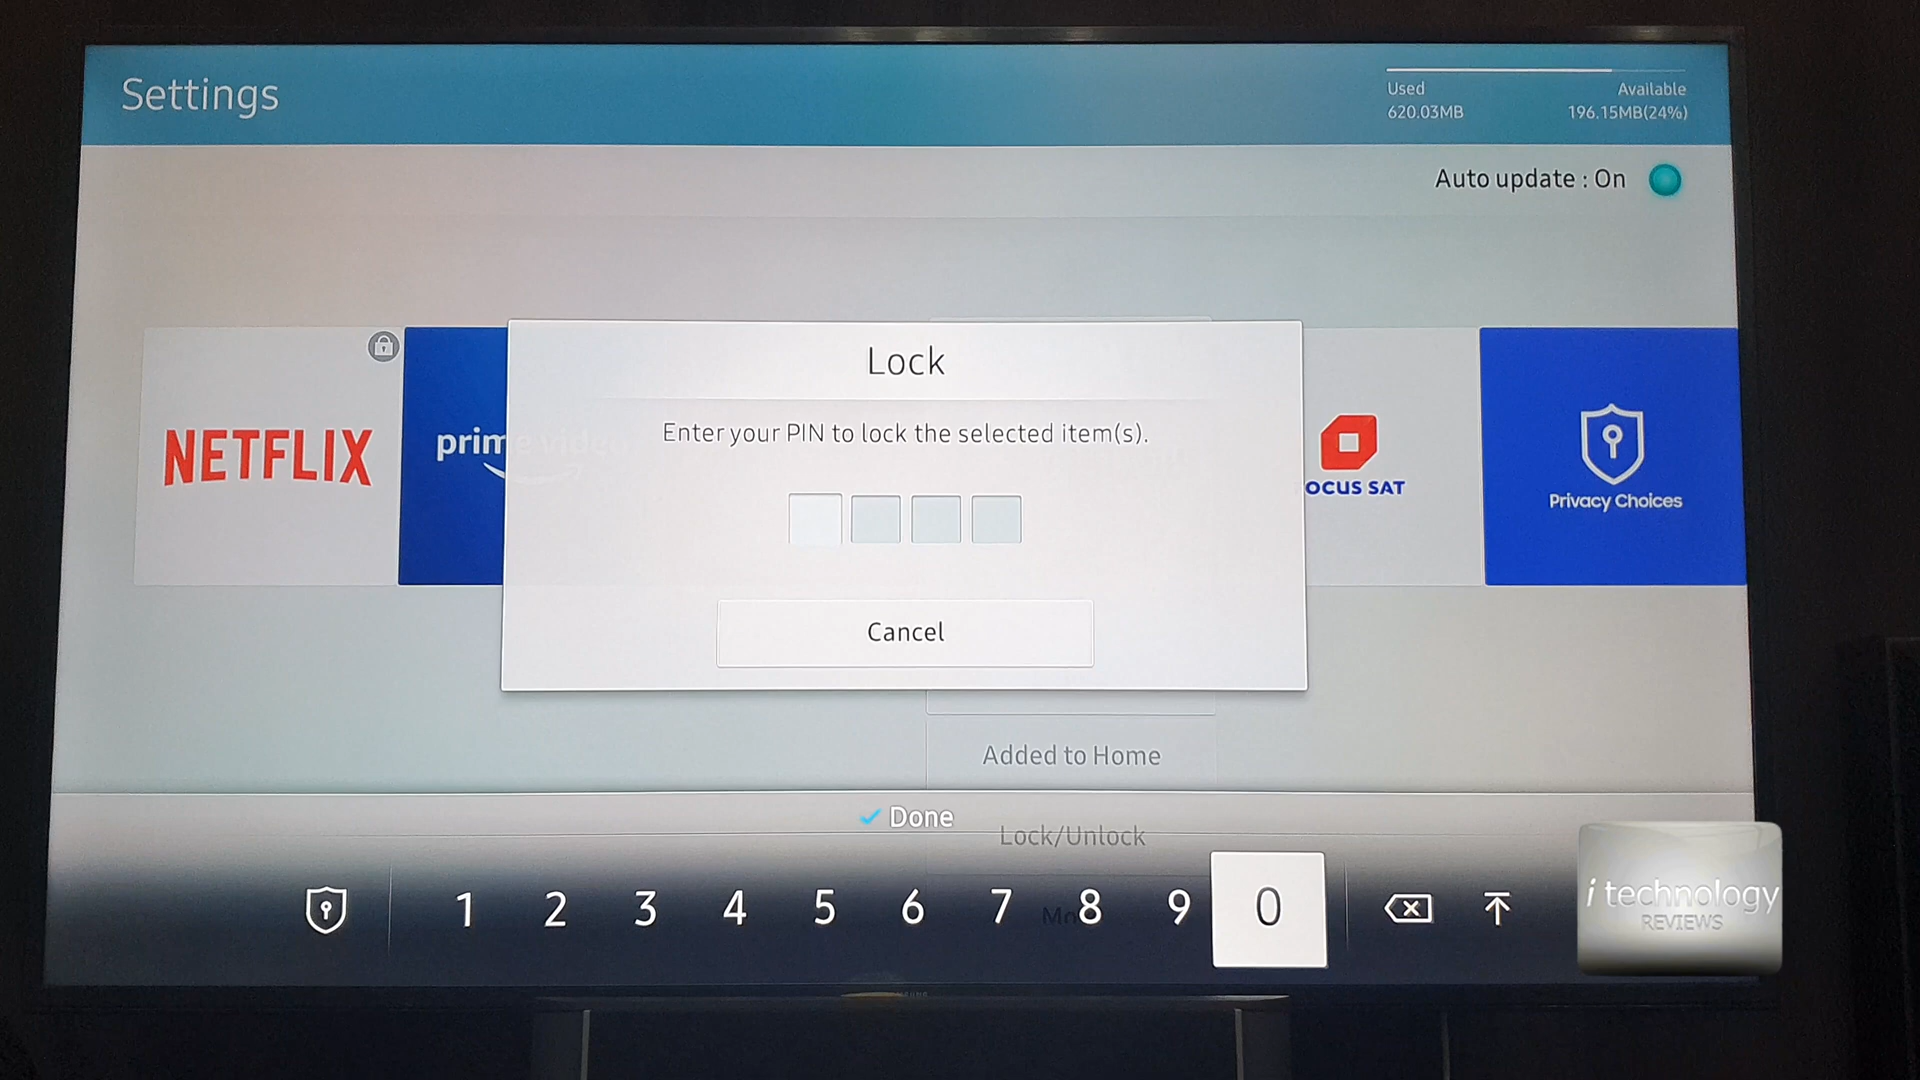 Settings
Used
620.03MB
Available
196.15MB(24%)
Auto update : On
Lock
Enter your PIN to lock the selected item(s).
NETFLIX
prime video
OCUS SAT
Privacy Choices
Cancel
Added to Home
Done
Lock/Unlock
1 2 3 4 5 6 7 8 9 0
i technology
REVIEWS